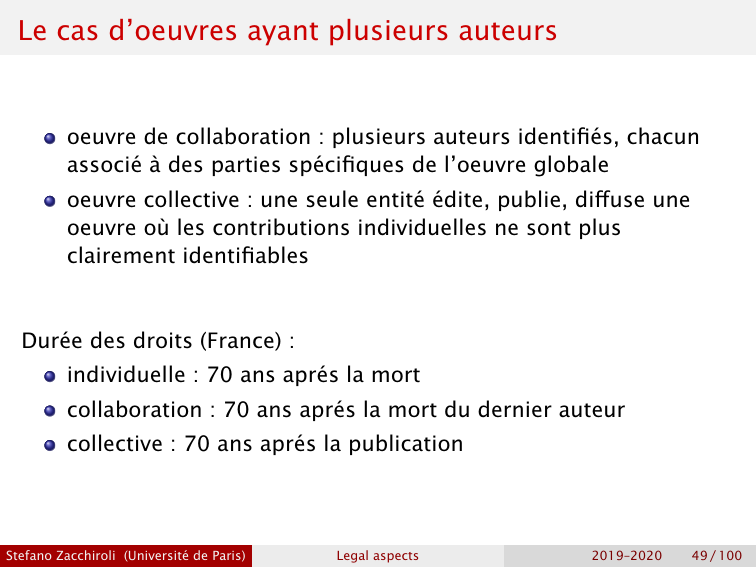 Le cas d’oeuvres ayant plusieurs auteurs
oeuvre de collaboration : plusieurs auteurs identifiés, chacun
associé à des parties spécifiques de l’oeuvre globale
oeuvre collective : une seule entité édite, publie, diffuse une
oeuvre où les contributions individuelles ne sont plus
clairement identifiables
Durée des droits (France) :
individuelle : 70 ans aprés la mort
collaboration : 70 ans aprés la mort du dernier auteur
collective : 70 ans aprés la publication
Stefano Zacchiroli (Université de Paris) Legal aspects 2019–2020 49 / 100